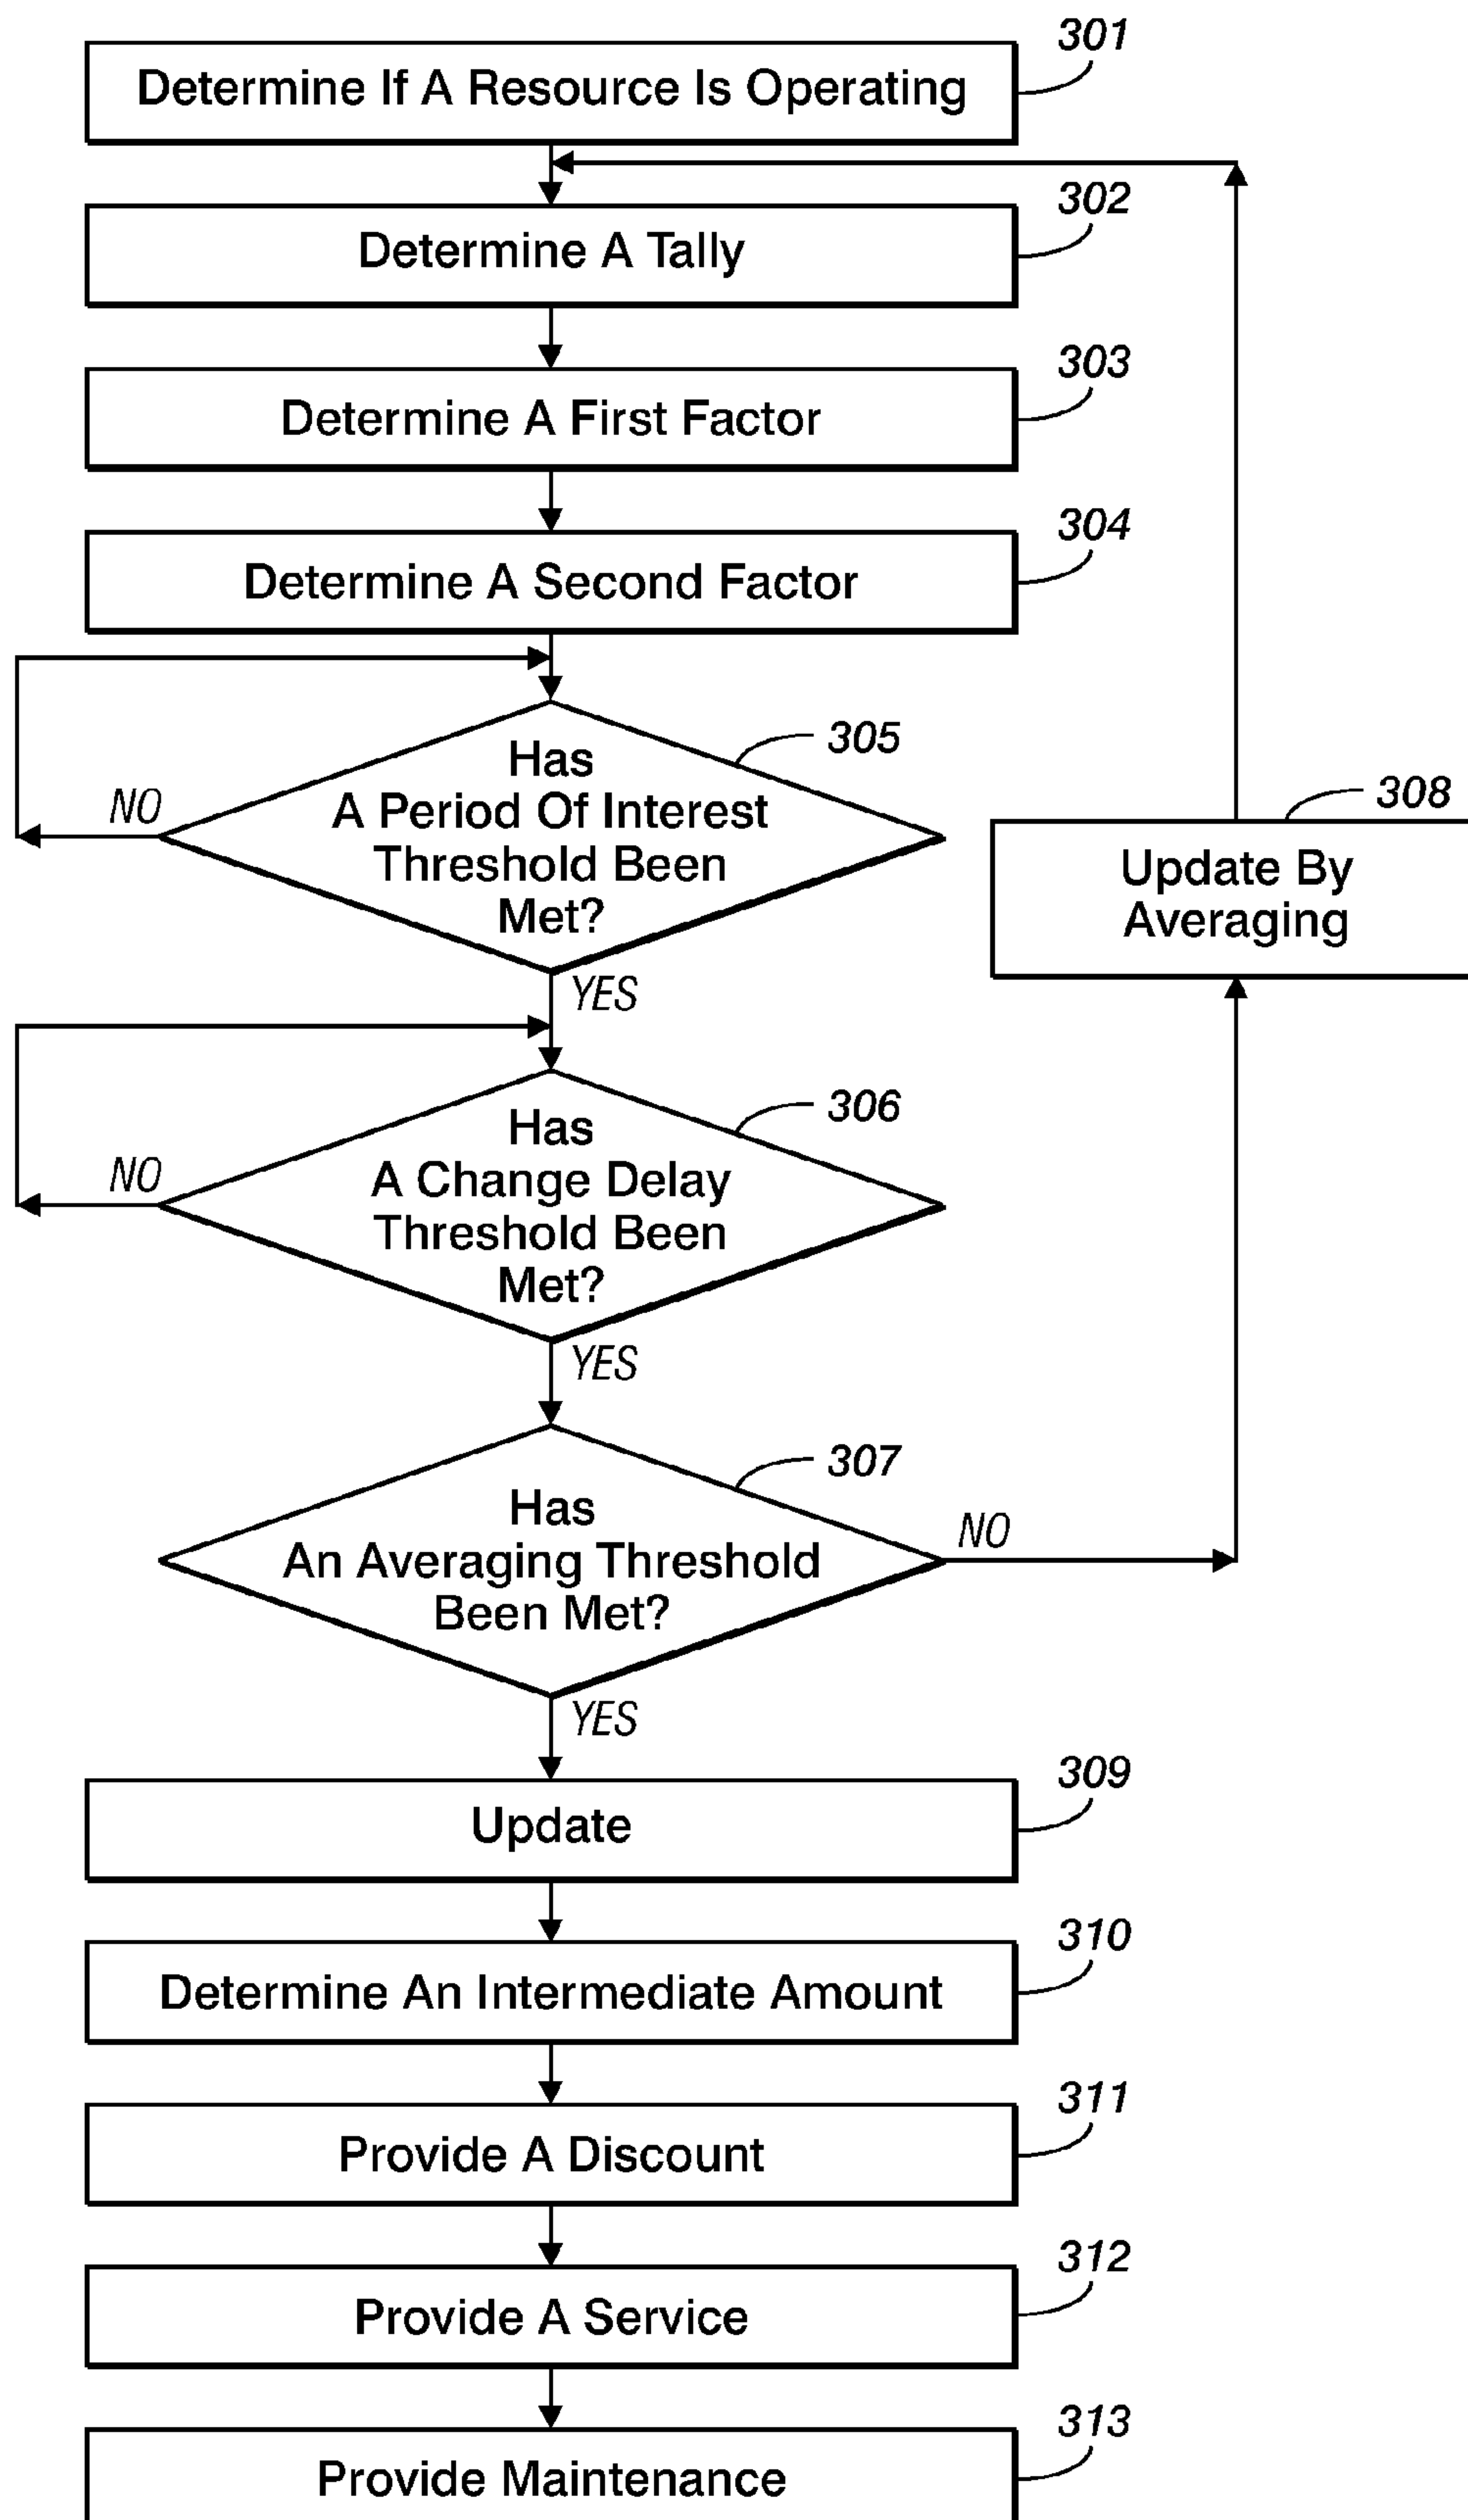 301
Determine If A Resource Is Operating
302
Determine A Tally
303
Determine A First Factor
304
Determine A Second Factor
305
Has
A Period Of Interest
Threshold Been
Met?
NO
YES
308
Update By
Averaging
306
Has
A Change Delay
Threshold Been
Met?
NO
YES
307
Has
An Averaging Threshold
Been Met?
NO
YES
309
Update
310
Determine An Intermediate Amount
311
Provide A Discount
312
Provide A Service
313
Provide Maintenance